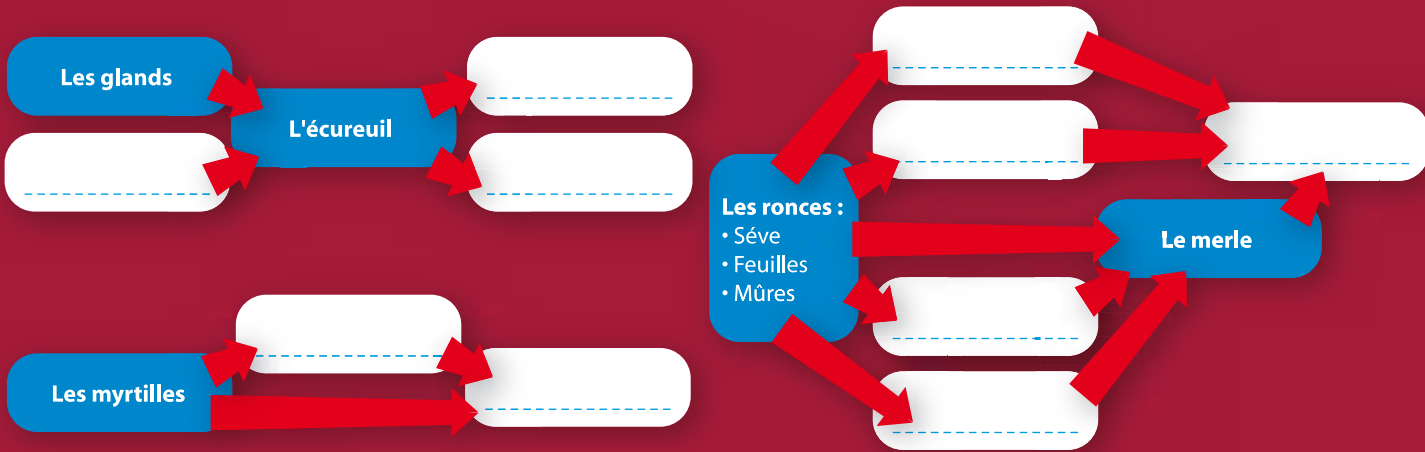 Les glands
L'écureuil
Les myrtilles
Les ronces :
• Séve
• Feuilles
• Mûres
Le merle